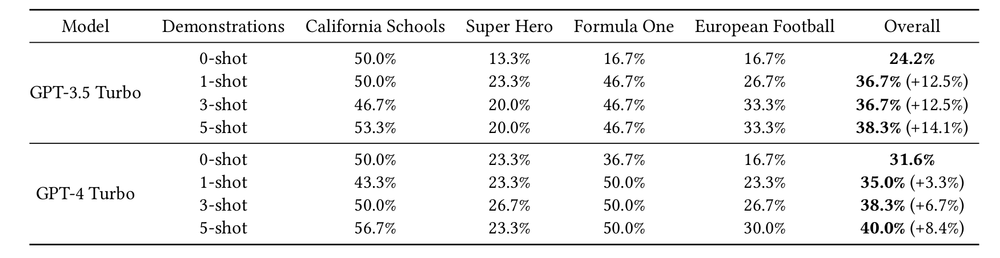 Model Demonstrations California Schools Super Hero Formula One European Football Overall
0-shot 50.0% 13.3% 16.7% 16.7% 24.2%
1-shot 50.0% 23.3% 46.7% 26.7% 36.7% (+12.5%)
GPT-3.5 Turbo
3-shot 46.7% 20.0% 46.7% 33.3% 36.7% (+12.5%)
5-shot 53.3% 20.0% 46.7% 33.3% 38.3% (+14.1%)
0-shot 50.0% 23.3% 36.7% 16.7% 31.6%
1-shot 43.3% 23.3% 50.0% 23.3% 35.0% (+3.3%)
GPT-4 Turbo
3-shot 50.0% 26.7% 50.0% 26.7% 38.3% (+6.7%)
5-shot 56.7% 23.3% 50.0% 30.0% 40.0% (+8.4%)